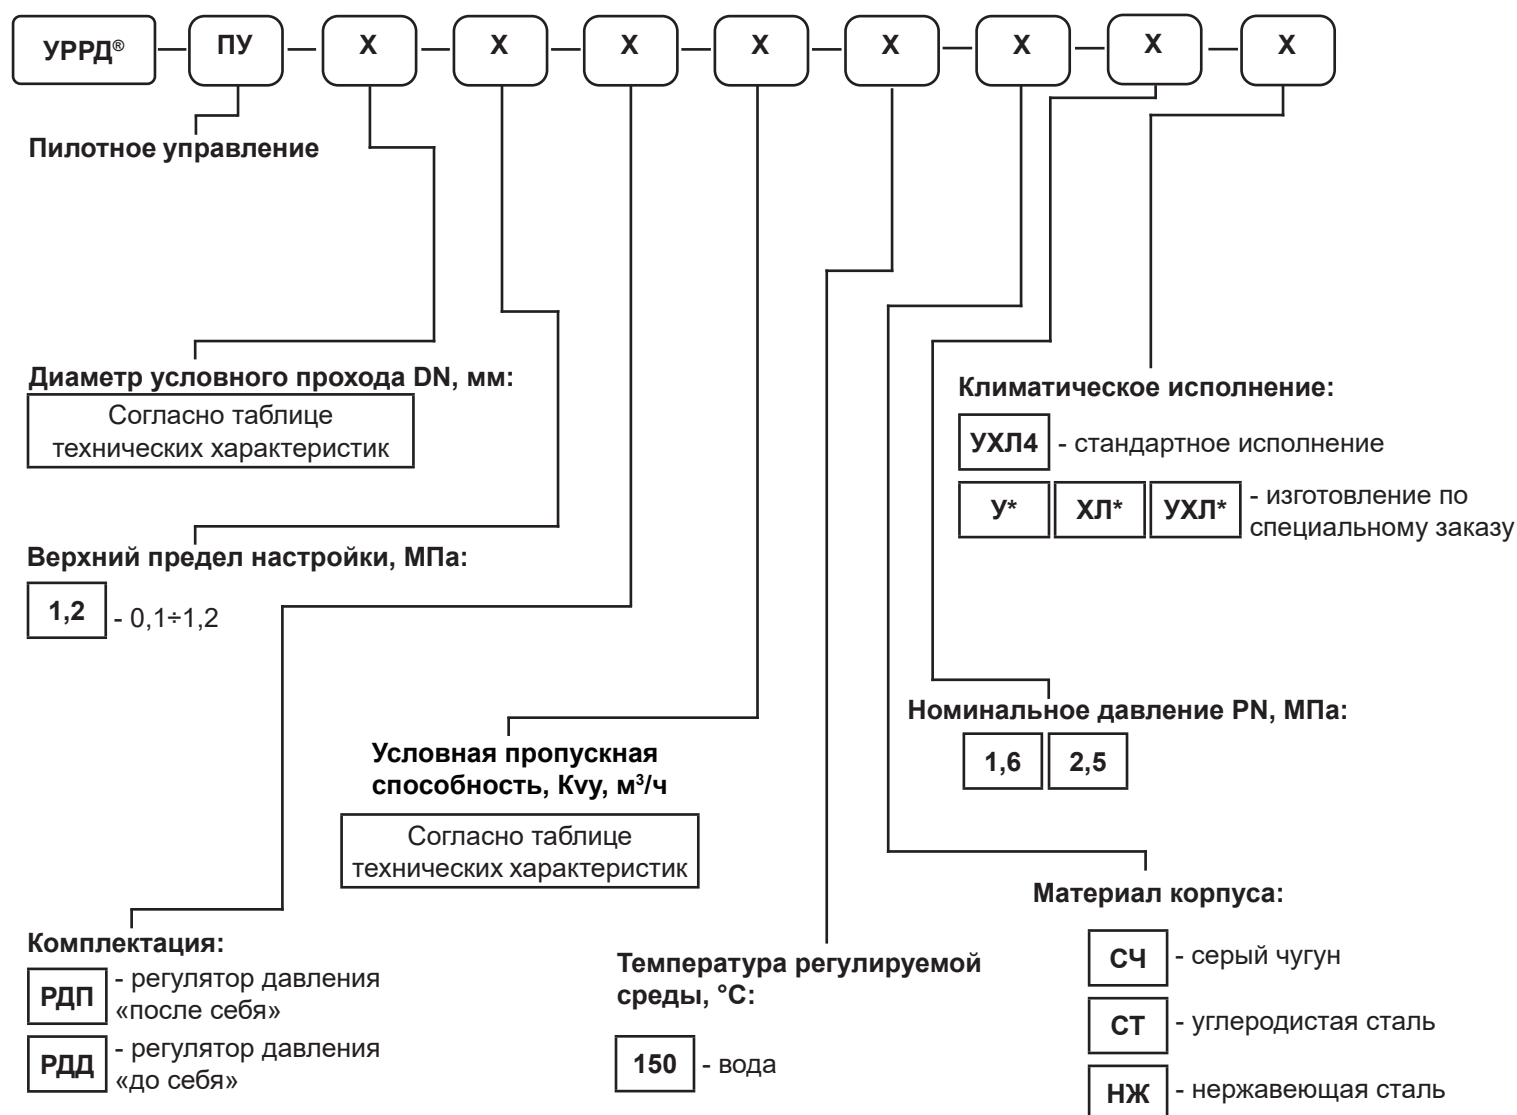 УРРД® ПУ Х Х Х Х Х Х Х Х
Пилотное управление
Диаметр условного прохода DN, мм:
Согласно таблице
технических характеристик
Верхний предел настройки, МПа:
1,2 - 0,1÷1,2
Условная пропускная
способность, Kvy, м³/ч
Согласно таблице
технических характеристик
Комплектация:
РДП - регулятор давления
«после себя»
РДД - регулятор давления
«до себя»
Температура регулируемой
среды, °С:
150 - вода
Климатическое исполнение:
УХЛ4 - стандартное исполнение
У* ХЛ* УХЛ* - изготовление по
специальному заказу
Номинальное давление PN, МПа:
1,6 2,5
Материал корпуса:
СЧ - серый чугун
СТ - углеродистая сталь
НЖ - нержавеющая сталь